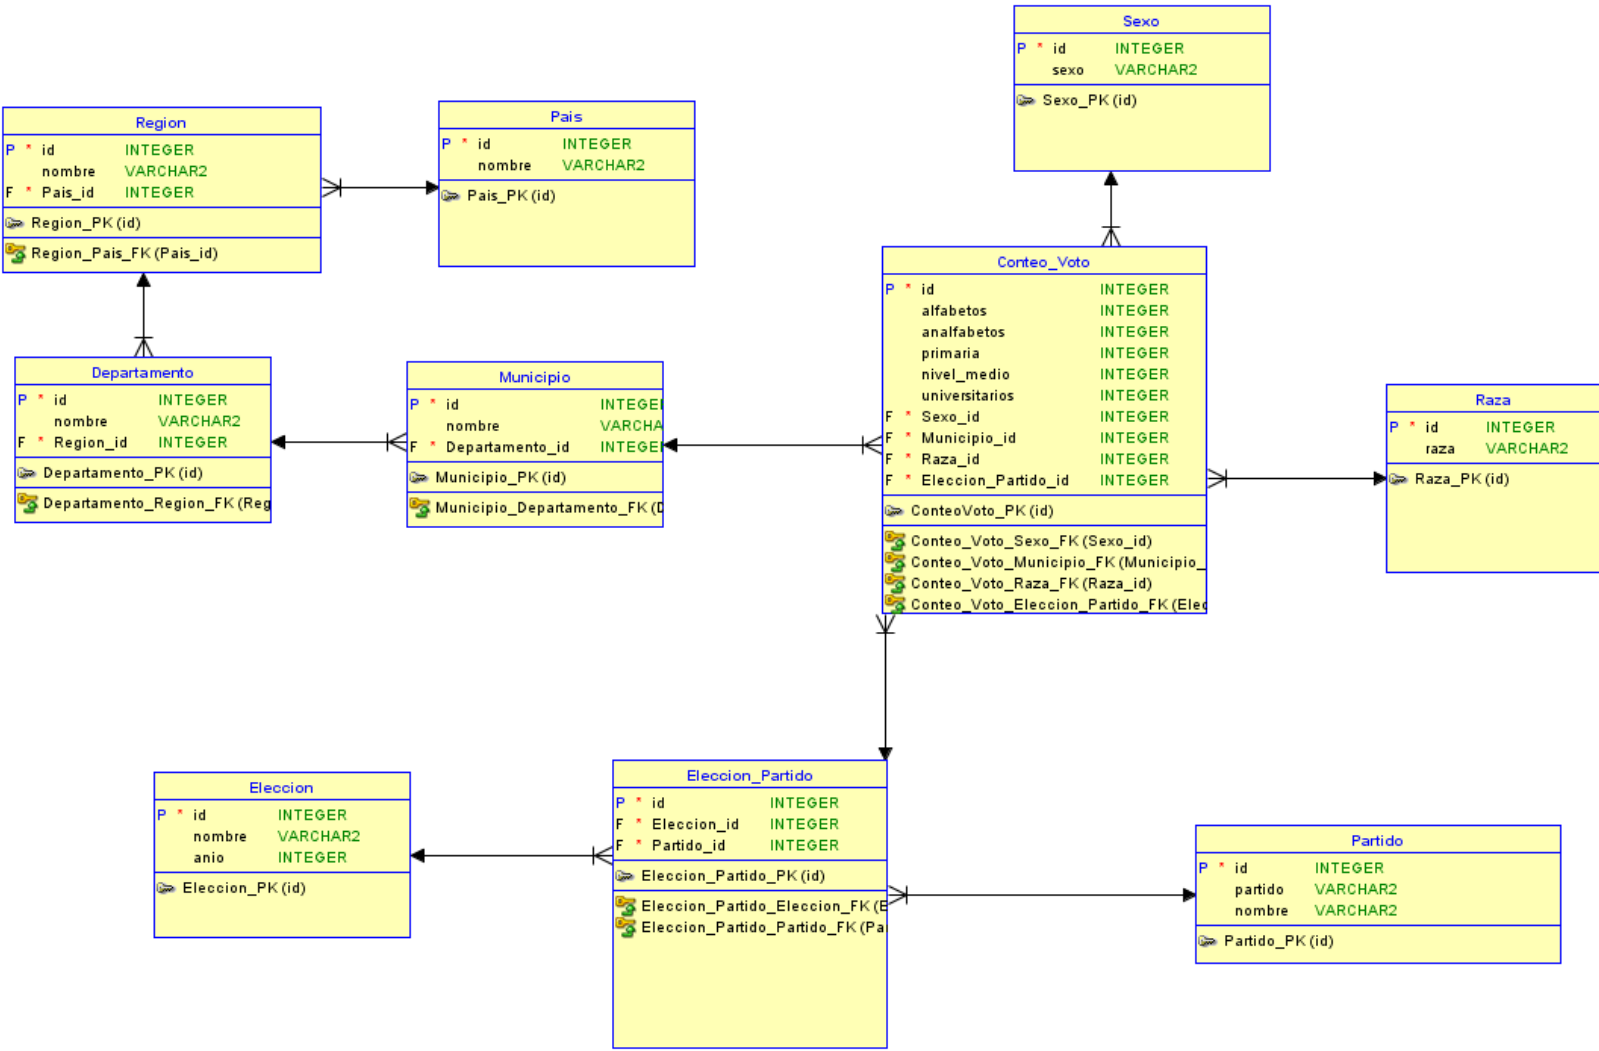 Sexo
P * id INTEGER
sexo VARCHAR2
Sexo_PK (id)
Region
P * id INTEGER
nombre VARCHAR2
F * Pais_id INTEGER
Region_PK (id)
Region_Pais_FK (Pais_id)
Pais
P * id INTEGER
nombre VARCHAR2
Pais_PK (id)
Conteo_Voto
P * id INTEGER
alfabetos INTEGER
analfabetos INTEGER
primaria INTEGER
nivel_medio INTEGER
universitarios INTEGER
F * Sexo_id INTEGER
F * Municipio_id INTEGER
F * Raza_id INTEGER
F * Eleccion_Partido_id INTEGER
ConteoVoto_PK (id)
Conteo_Voto_Sexo_FK (Sexo_id)
Conteo_Voto_Municipio_FK (Municipio_
Conteo_Voto_Raza_FK (Raza_id)
Conteo_Voto_Eleccion_Partido_FK (Elec
Departamento
P * id INTEGER
nombre VARCHAR2
F * Region_id INTEGER
Departamento_PK (id)
Departamento_Region_FK (Reg
Municipio
P * id INTEGE
nombre VARCHA
F * Departamento_id INTEGE
Municipio_PK (id)
Municipio_Departamento_FK (D
Raza
P * id INTEGER
raza VARCHAR2
Raza_PK (id)
Eleccion
P * id INTEGER
nombre VARCHAR2
anio INTEGER
Eleccion_PK (id)
Eleccion_Partido
P * id INTEGER
F * Eleccion_id INTEGER
F * Partido_id INTEGER
Eleccion_Partido_PK (id)
Eleccion_Partido_Eleccion_FK (E
Eleccion_Partido_Partido_FK (Pa
Partido
P * id INTEGER
partido VARCHAR2
nombre VARCHAR2
Partido_PK (id)